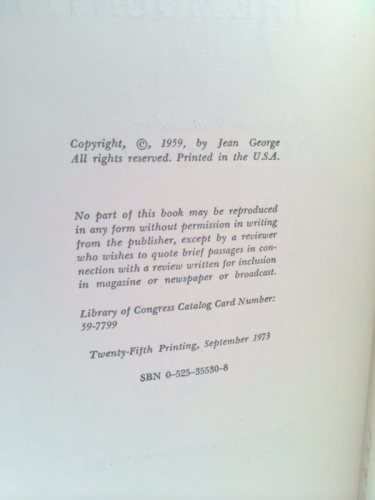 Copyright, ©, 1959, by Jean George
All rights reserved. Printed in the U.S.A.
No part of this book may be reproduced
in any form without permission in writing
from the publisher, except by a reviewer
who wishes to quote brief passages in con-
nection with a review written for inclusion
in magazine or newspaper or broadcast.
Library of Congress Catalog Card Number:
59-7799
Twenty-Fifth Printing, September 1973
SBN 0-525-35530-8